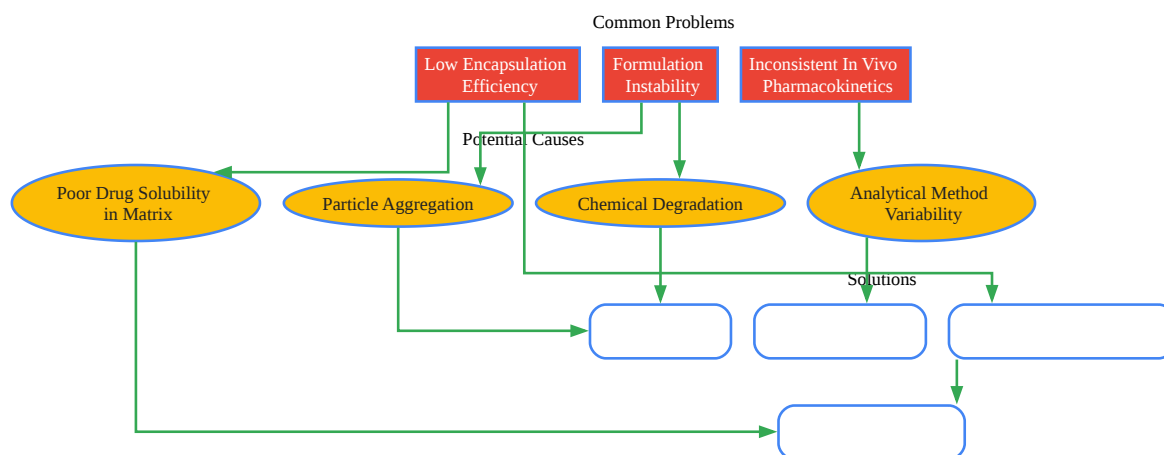 Common Problems
Low Encapsulation
Efficiency
Formulation
Instability
Inconsistent In Vivo
Pharmacokinetics
Potential Causes
Poor Drug Solubility
in Matrix
Particle Aggregation
Chemical Degradation
Analytical Method
Variability
Solutions